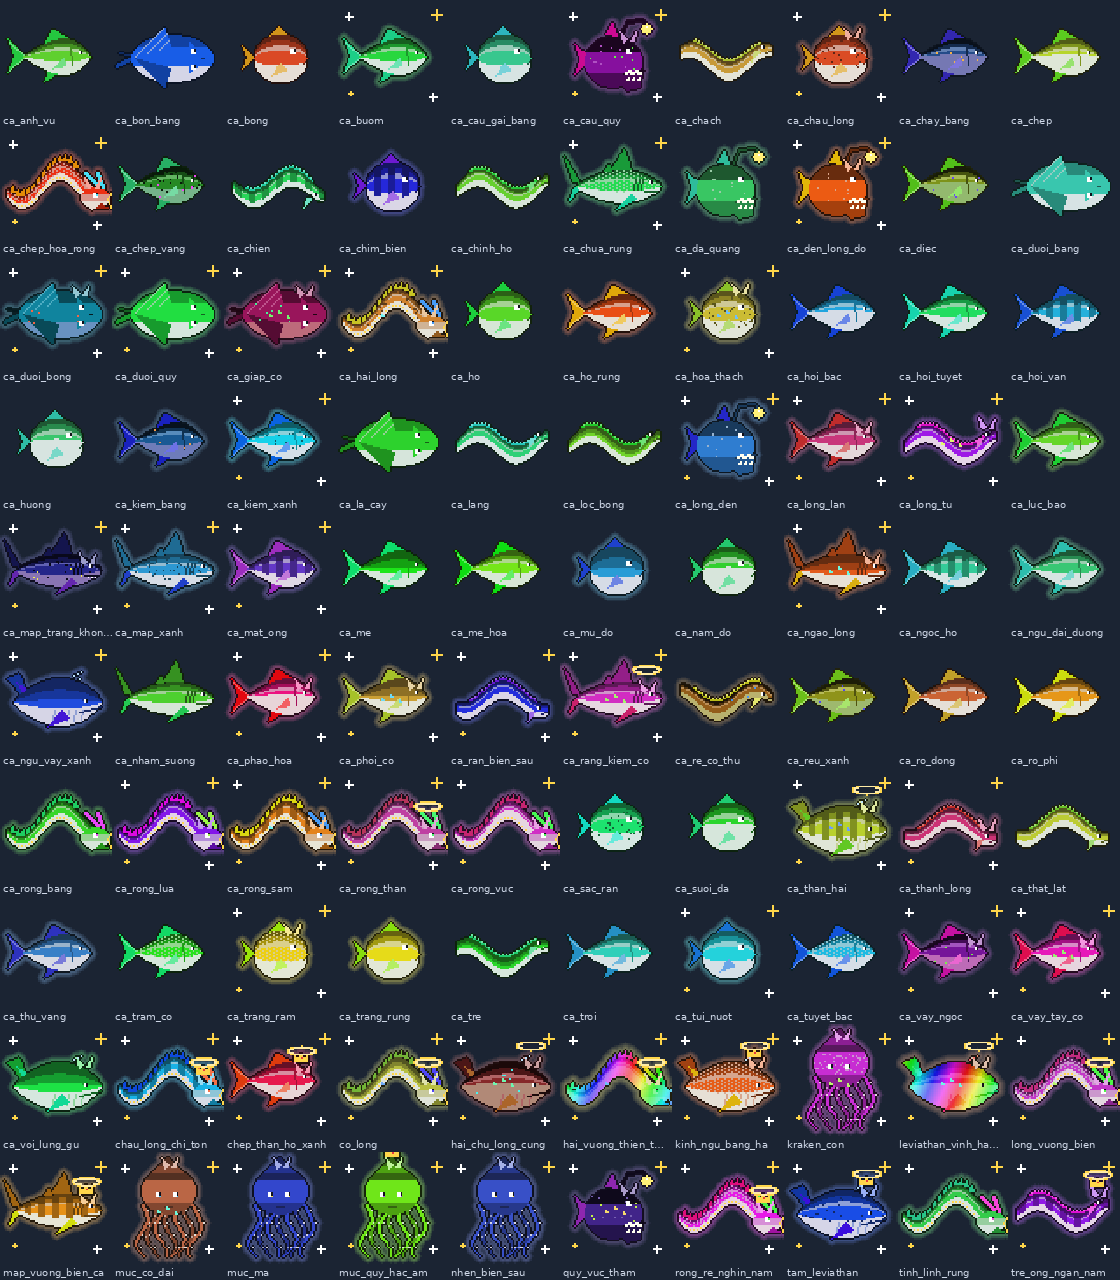 ca_anh_vu ca_bon_bang ca_bong ca_buom ca_cau_gai_bang ca_cau_quy ca_chach ca_chau_long ca_chay_bang ca_chep
ca_chep_hoa_rong ca_chep_vang ca_chien ca_chim_bien ca_chinh_ho ca_chua_rung ca_da_quang ca_den_long_do ca_diec ca_duoi_bang
ca_duoi_bong ca_duoi_quy ca_giap_co ca_hai_long ca_ho ca_ho_rung ca_hoa_thach ca_hoi_bac ca_hoi_tuyet ca_hoi_van
ca_huong ca_kiem_bang ca_kiem_xanh ca_la_cay ca_lang ca_loc_bong ca_long_den ca_long_lan ca_long_tu ca_luc_bao
ca_map_trang_khon... ca_map_xanh ca_mat_ong ca_me ca_me_hoa ca_mu_do ca_nam_do ca_ngao_long ca_ngoc_ho ca_ngu_dai_duong
ca_ngu_vay_xanh ca_nham_suong ca_phao_hoa ca_phoi_co ca_ran_bien_sau ca_rang_kiem_co ca_re_co_thu ca_reu_xanh ca_ro_dong ca_ro_phi
ca_rong_bang ca_rong_lua ca_rong_sam ca_rong_than ca_rong_vuc ca_sac_ran ca_suoi_da ca_than_hai ca_thanh_long ca_that_lat
ca_thu_vang ca_tram_co ca_trang_ram ca_trang_rung ca_tre ca_troi ca_tui_nuot ca_tuyet_bac ca_vay_ngoc ca_vay_tay_co
ca_voi_lung_gu chau_long_chi_ton chep_than_ho_xanh co_long hai_chu_long_cung hai_vuong_thien_t... kinh_ngu_bang_ha kraken_con leviathan_vinh_ha... long_vuong_bien
map_vuong_bien_ca muc_co_dai muc_ma muc_quy_hac_am nhen_bien_sau quy_vuc_tham rong_re_nghin_nam tam_leviathan tinh_linh_rung tre_ong_ngan_nam